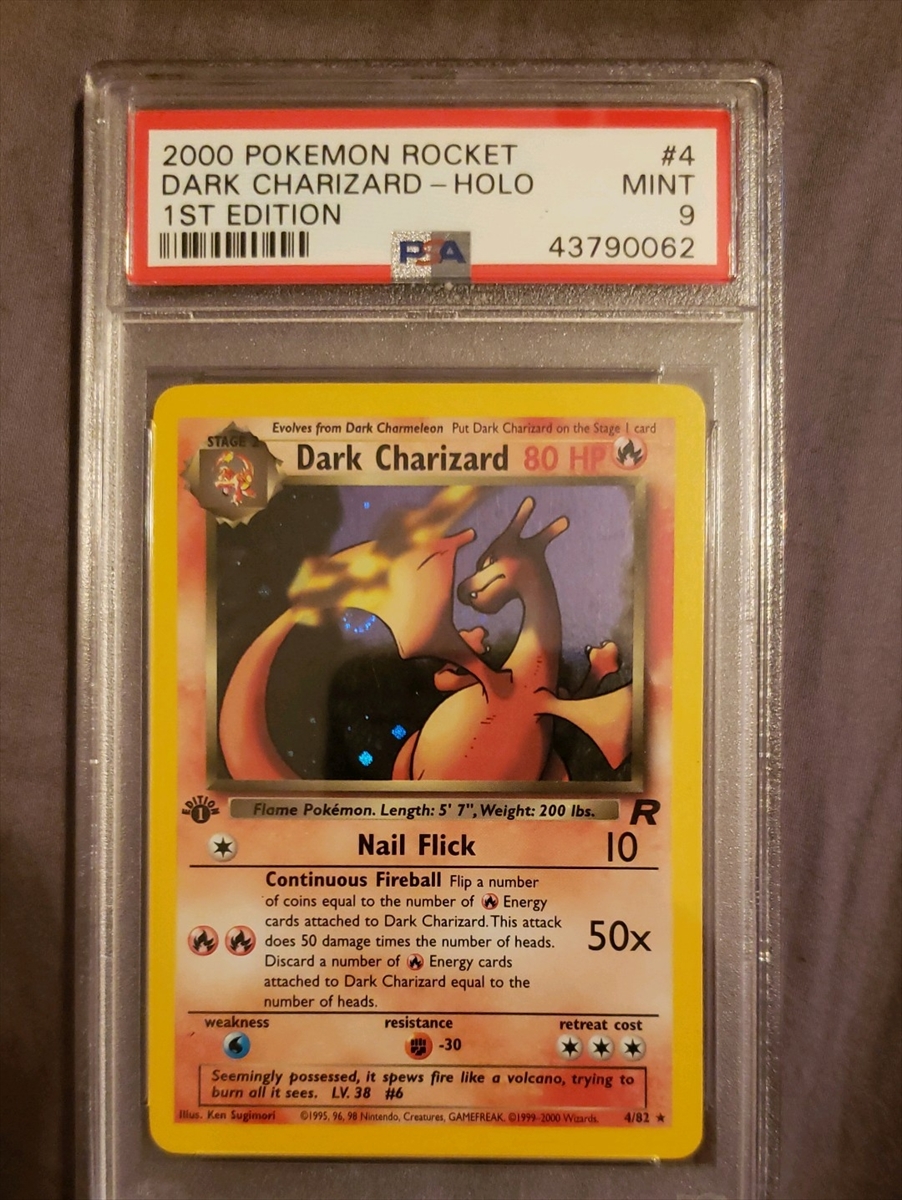 2000 POKEMON ROCKET #4
DARK CHARIZARD – HOLO MINT
1ST EDITION 9
PSA 43790062
Evolves from Dark Charmeleon Put Dark Charizard on the Stage 1 card
STAGE 2
Dark Charizard 80 HP
EDITION 1
Flame Pokémon. Length: 5' 7", Weight: 200 lbs. R
Nail Flick 10
Continuous Fireball Flip a number
of coins equal to the number of Energy
cards attached to Dark Charizard. This attack
does 50 damage times the number of heads. 50x
Discard a number of Energy cards
attached to Dark Charizard equal to the
number of heads.
weakness resistance retreat cost
-30
Seemingly possessed, it spews fire like a volcano, trying to
burn all it sees. LV. 38 #6
Illus. Ken Sugimori ©1995, 96, 98 Nintendo, Creatures, GAMEFREAK. ©1999-2000 Wizards. 4/82 ★